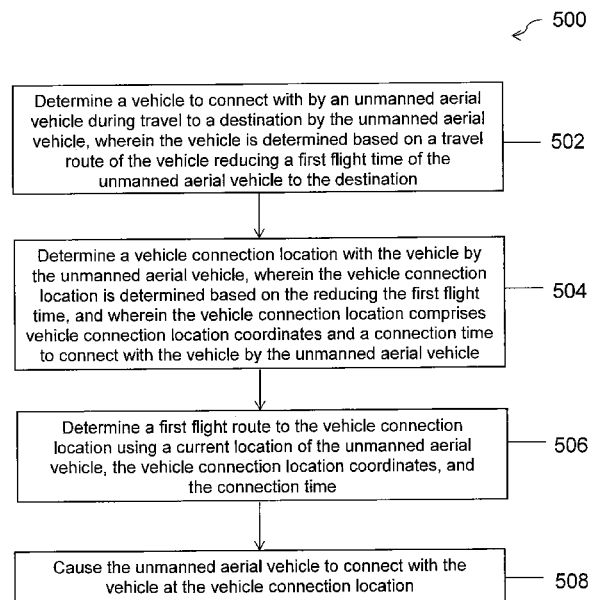 500
Determine a vehicle to connect with by an unmanned aerial
vehicle during travel to a destination by the unmanned aerial
vehicle, wherein the vehicle is determined based on a travel
route of the vehicle reducing a first flight time of the
unmanned aerial vehicle to the destination
502
Determine a vehicle connection location with the vehicle by
the unmanned aerial vehicle, wherein the vehicle connection
location is determined based on the reducing the first flight
time, and wherein the vehicle connection location comprises
vehicle connection location coordinates and a connection time
to connect with the vehicle by the unmanned aerial vehicle
504
Determine a first flight route to the vehicle connection
location using a current location of the unmanned aerial
vehicle, the vehicle connection location coordinates, and
the connection time
506
Cause the unmanned aerial vehicle to connect with the
vehicle at the vehicle connection location
508